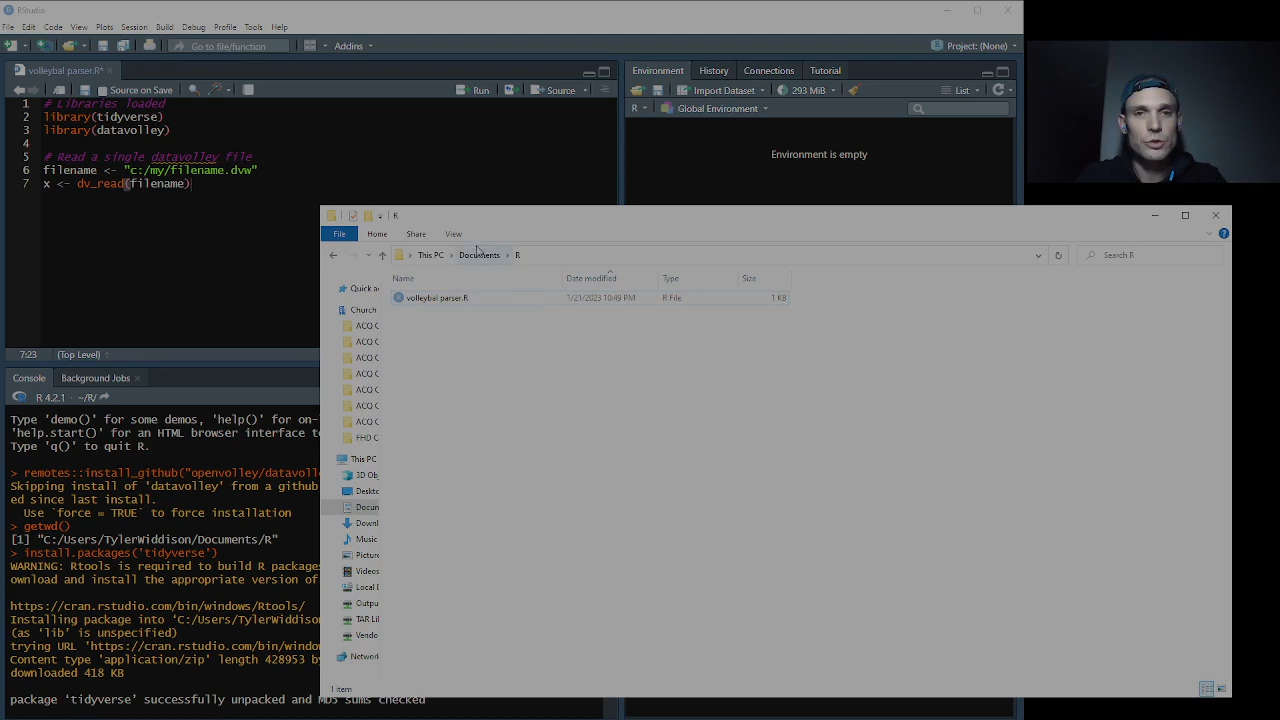 RStudio
File Edit Code View Plots Session Build Debug Profile Tools Help
Go to file/function
Addins
Project: (None)
volleybal parser.R*
Source on Save
Run
Source
1 # Libraries loaded
2 library(tidyverse)
3 library(datavolley)
4
5 # Read a single datavolley file
6 filename <- "c:/my/filename.dvw"
7 x <- dv_read(filename)
7:23 (Top Level)
Environment History Connections Tutorial
Import Dataset 293 MiB List
R Global Environment
Environment is empty
Console Background Jobs
R 4.2.1 · ~/R/
Type 'demo()' for some demos, 'help()' for on-l
'help.start()' for an HTML browser interface to
Type 'q()' to quit R.
> remotes::install_github("openvolley/datavolle
Skipping install of 'datavolley' from a github
ed since last install.
Use `force = TRUE` to force installation
> getwd()
[1] "C:/Users/TylerWiddison/Documents/R"
> install.packages('tidyverse')
WARNING: Rtools is required to build R packages
ownload and install the appropriate version of
https://cran.rstudio.com/bin/windows/Rtools/
Installing package into ‘C:/Users/TylerWiddison
(as ‘lib’ is unspecified)
trying URL 'https://cran.rstudio.com/bin/window
Content type 'application/zip' length 428953 by
downloaded 418 KB
package ‘tidyverse’ successfully unpacked and MD5 sums checked
R
File Home Share View
This PC Documents R
Search R
Name Date modified Type Size
volleybal parser.R 1/21/2023 10:49 PM R File 1 KB
Quick a
Church
ACQ C
ACQ C
ACQ C
ACQ C
ACQ C
ACQ C
ACQ C
FHD C
This PC
3D Ob
Deskto
Docun
Downl
Music
Picture
Videos
Local D
Outpu
TAR Li
Vendo
Network
1 item